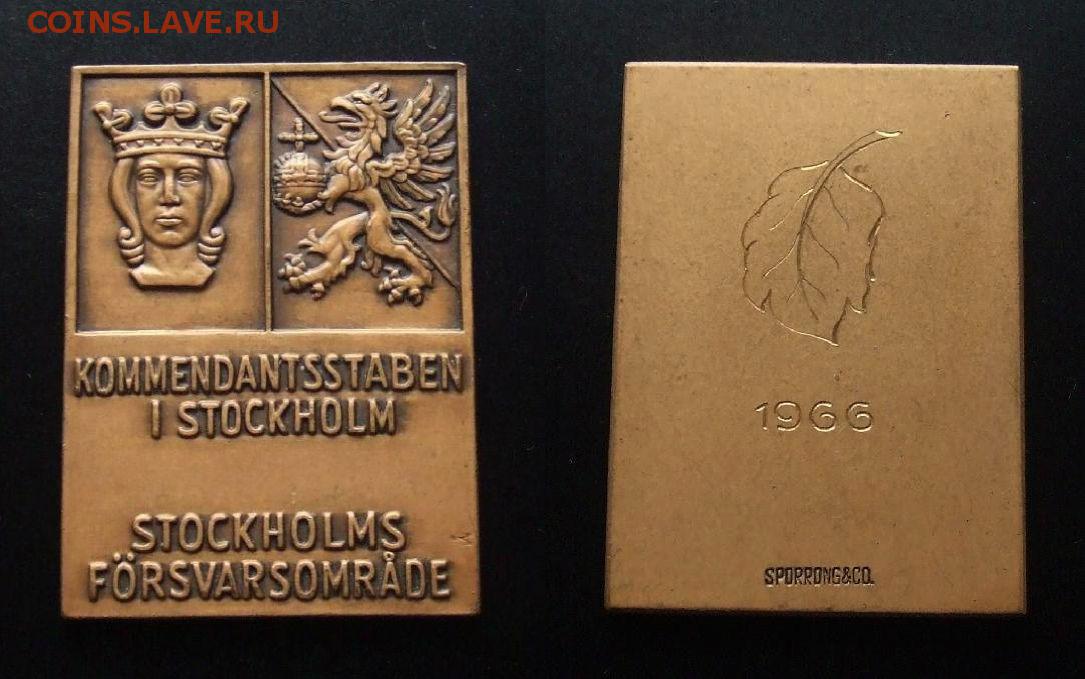 COINS.LAVE.RU
KOMMENDANTSSTABEN
I STOCKHOLM
STOCKHOLMS
FÖRSVARSOMRÅDE
1966
SPORRONG&CO.